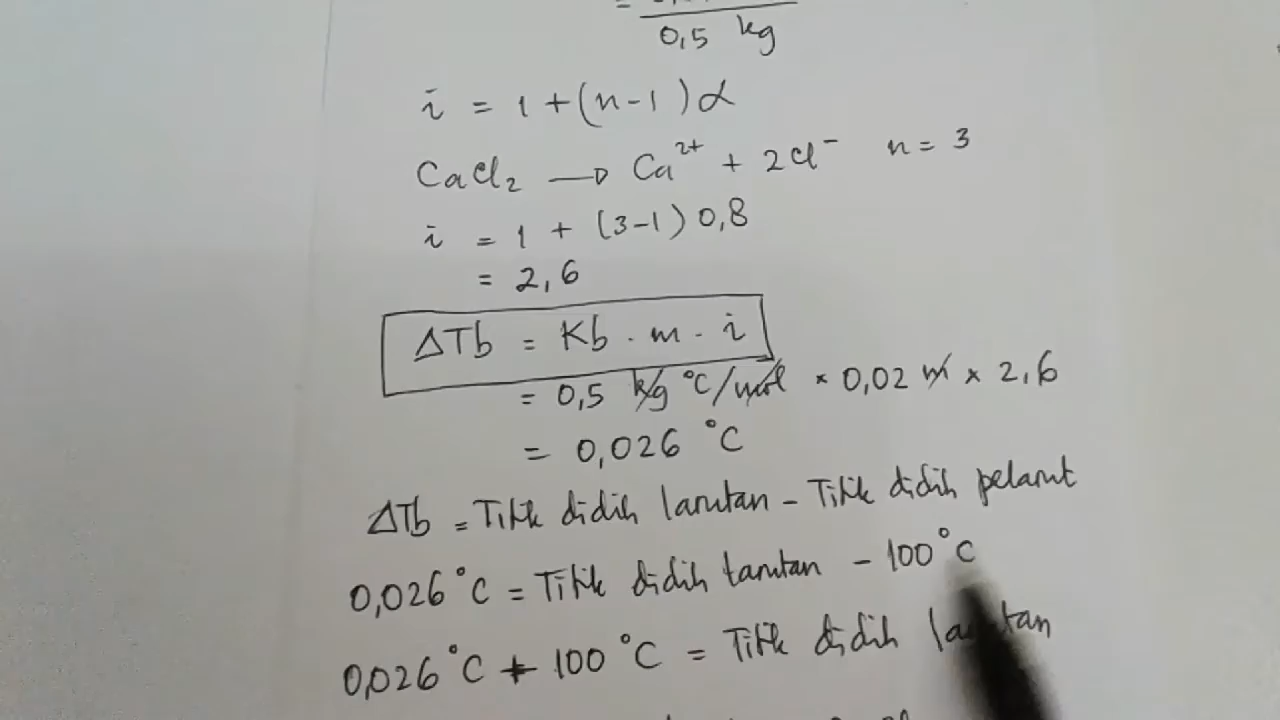 =
0,5 kg
i = 1 + (n-1)α
CaCl₂ → Ca²⁺ + 2Cl⁻ n = 3
i = 1 + (3-1) 0,8
= 2,6
ΔTb = Kb . m . i
= 0,5 kg °C/mol × 0,02 m × 2,6
= 0,026 °C
ΔTb = Titik didih larutan - Titik didih pelarut
0,026 °C = Titik didih larutan - 100 °C
0,026 °C + 100 °C = Titik didih larutan